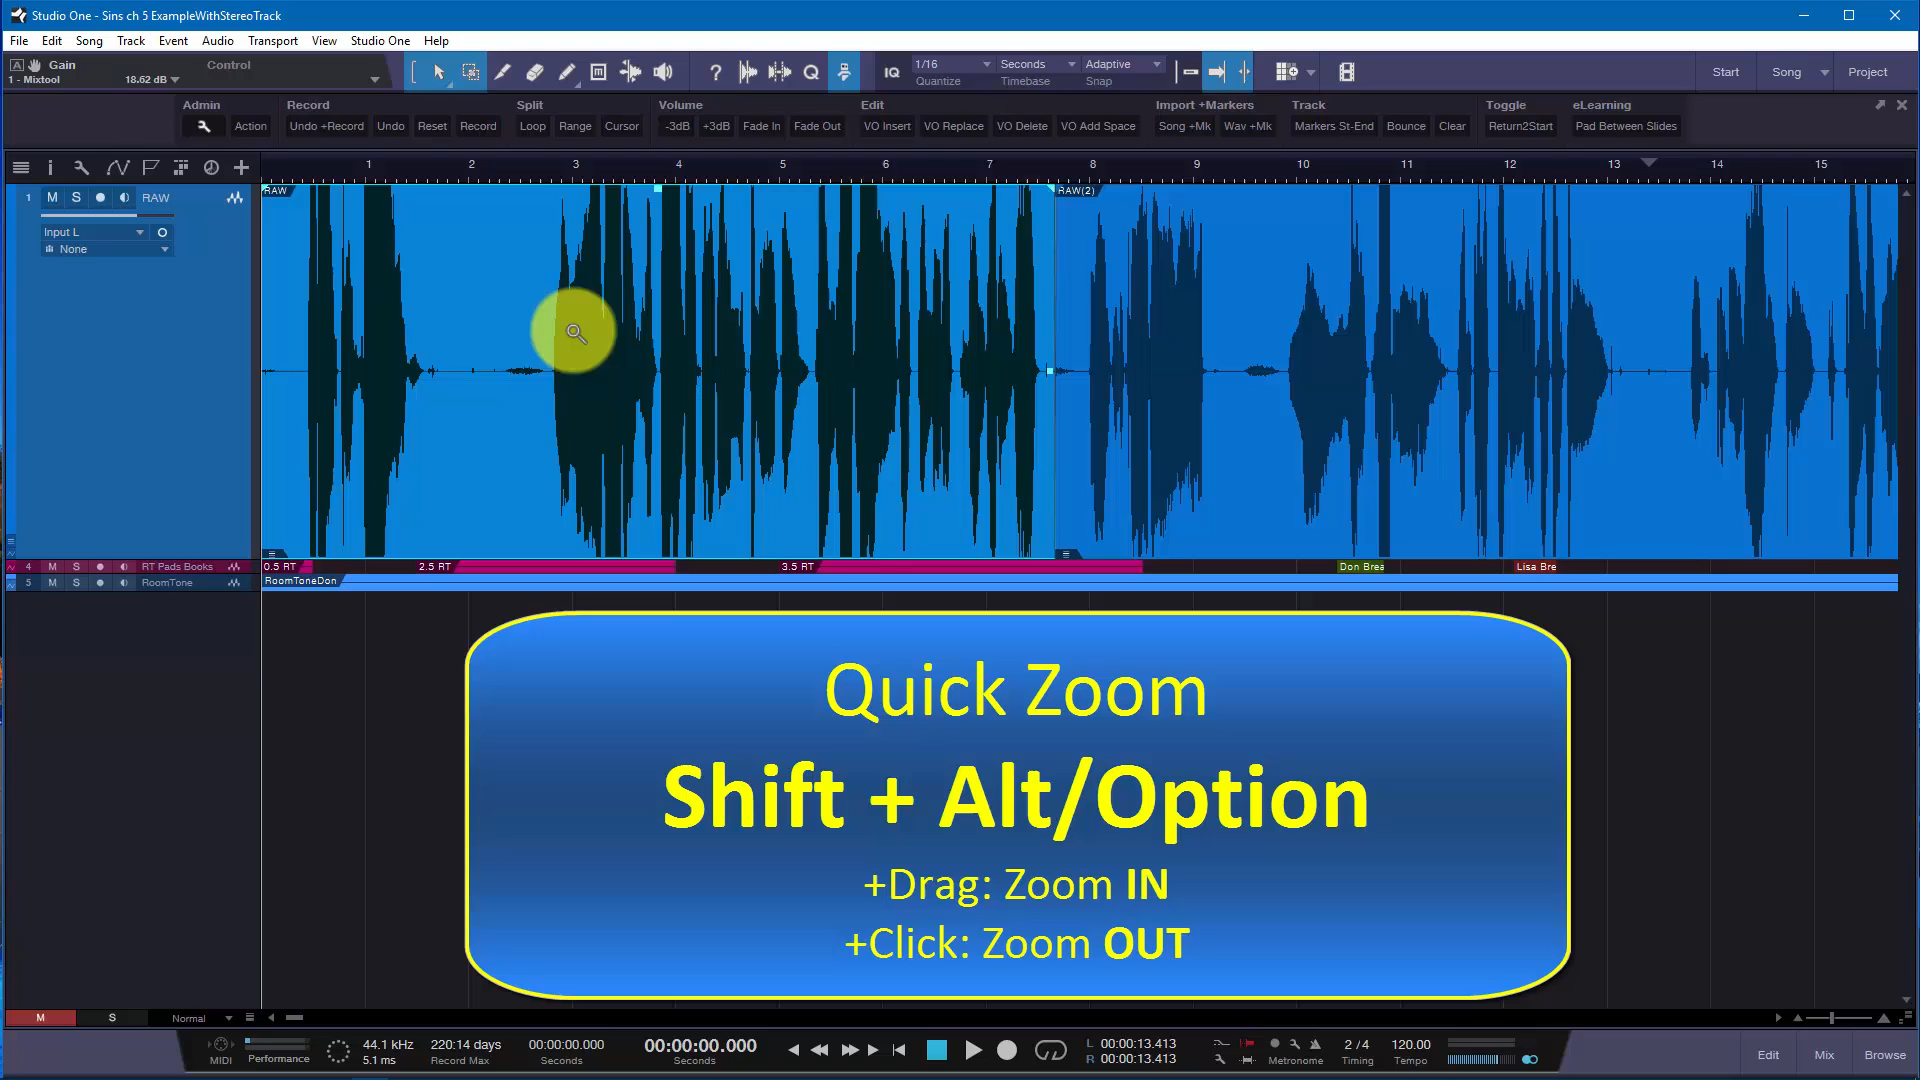 Studio One - Sins ch 5 ExampleWithStereoTrack
File Edit Song Track Event Audio Transport View Studio One Help
A Gain Control
1 - Mixtool 18.62 dB
IQ 1/16 Seconds Adaptive
Quantize Timebase Snap
Start Song Project
Admin Record Split Volume Edit Import +Markers Track Toggle eLearning
Action Undo +Record Undo Reset Record Loop Range Cursor -3dB +3dB Fade In Fade Out VO Insert VO Replace VO Delete VO Add Space Song +Mk Wav +Mk Markers St-End Bounce Clear Return2Start Pad Between Slides
1 2 3 4 5 6 7 8 9 10 11 12 13 14 15
1 M S RAW
RAW RAW(2)
Input L
None
4 M S RT Pads Books 0.5 RT 2.5 RT 3.5 RT Don Brea Lisa Bre
5 M S RoomTone RoomToneDon
Quick Zoom
Shift + Alt/Option
+Drag: Zoom IN
+Click: Zoom OUT
M S Normal
MIDI Performance
44.1 kHz 220:14 days 00:00:00.000 00:00:00.000
5.1 ms Record Max Seconds Seconds
L 00:00:13.413
R 00:00:13.413
Metronome
2 / 4 120.00
Timing Tempo
Edit Mix Browse